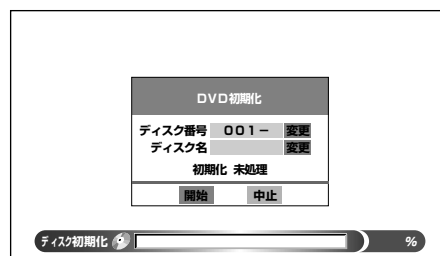 DVD初期化
ディスク番号 001− 変更
ディスク名 変更
初期化 未処理
開始 中止
ディスク初期化 %